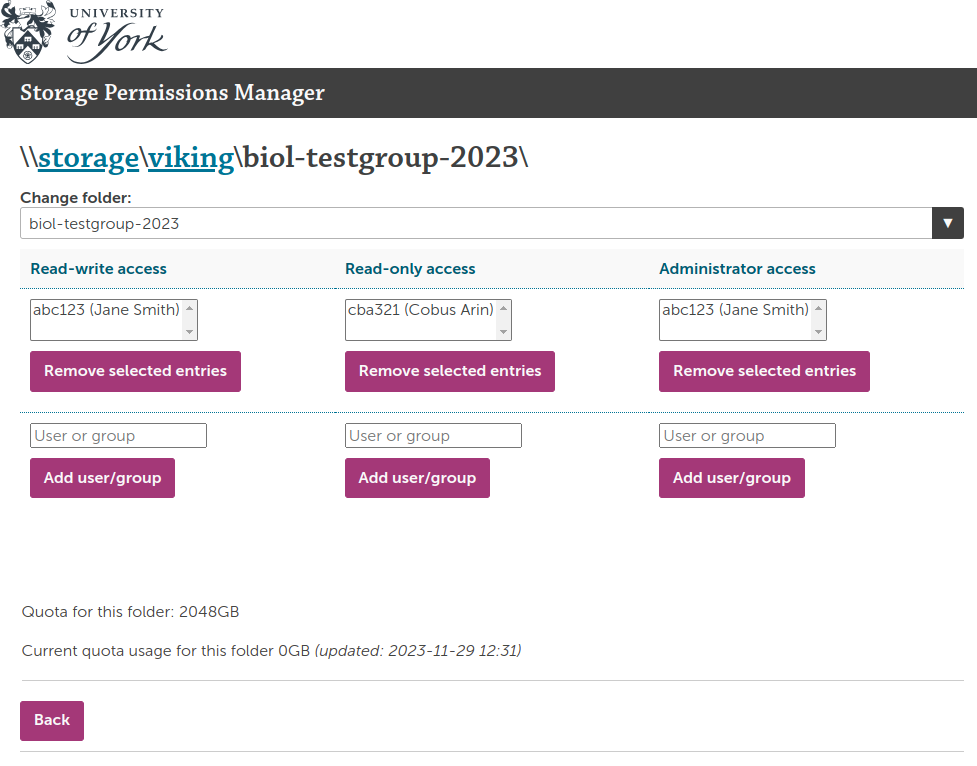 UNIVERSITY
of York
Storage Permissions Manager
\\storage\viking\biol-testgroup-2023\
Change folder:
biol-testgroup-2023
Read-write access Read-only access Administrator access
abc123 (Jane Smith) cba321 (Cobus Arin) abc123 (Jane Smith)
Remove selected entries Remove selected entries Remove selected entries
User or group User or group User or group
Add user/group Add user/group Add user/group
Quota for this folder: 2048GB
Current quota usage for this folder 0GB (updated: 2023-11-29 12:31)
Back